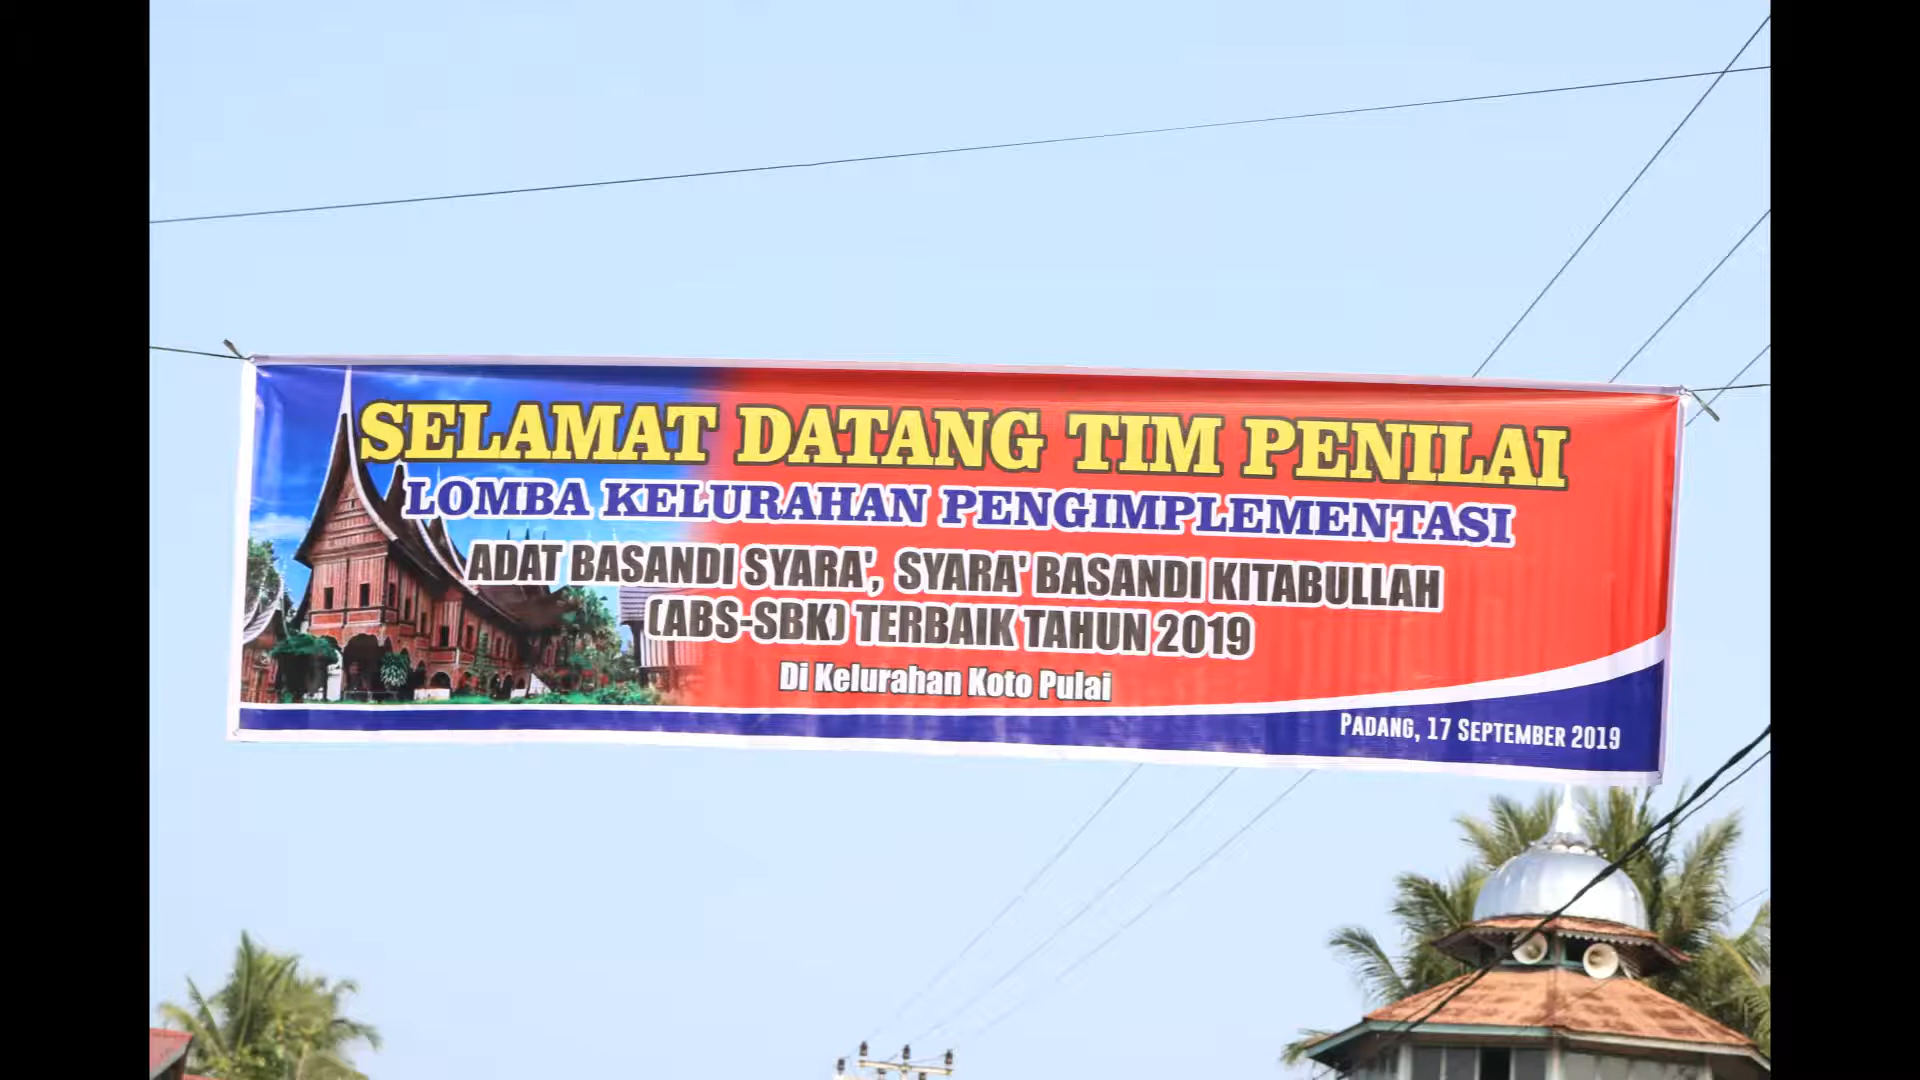 SELAMAT DATANG TIM PENILAI
LOMBA KELURAHAN PENGIMPLEMENTASI
ADAT BASANDI SYARA', SYARA' BASANDI KITABULLAH
(ABS-SBK) TERBAIK TAHUN 2019
Di Kelurahan Koto Pulai
PADANG, 17 SEPTEMBER 2019